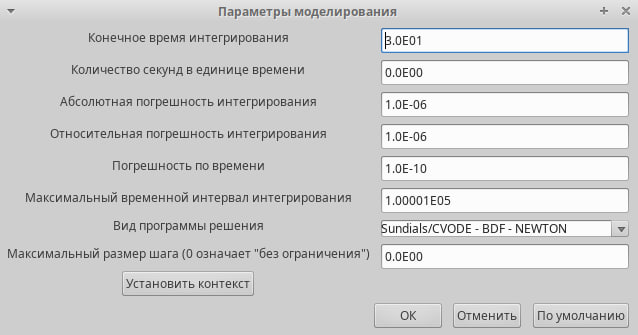 Параметры моделирования
Конечное время интегрирования 3.0E01
Количество секунд в единице времени 0.0E00
Абсолютная погрешность интегрирования 1.0E-06
Относительная погрешность интегрирования 1.0E-06
Погрешность по времени 1.0E-10
Максимальный временной интервал интегрирования 1.00001E05
Вид программы решения Sundials/CVODE - BDF - NEWTON
Максимальный размер шага (0 означает "без ограничения") 0.0E00
Установить контекст
ОК Отменить По умолчанию